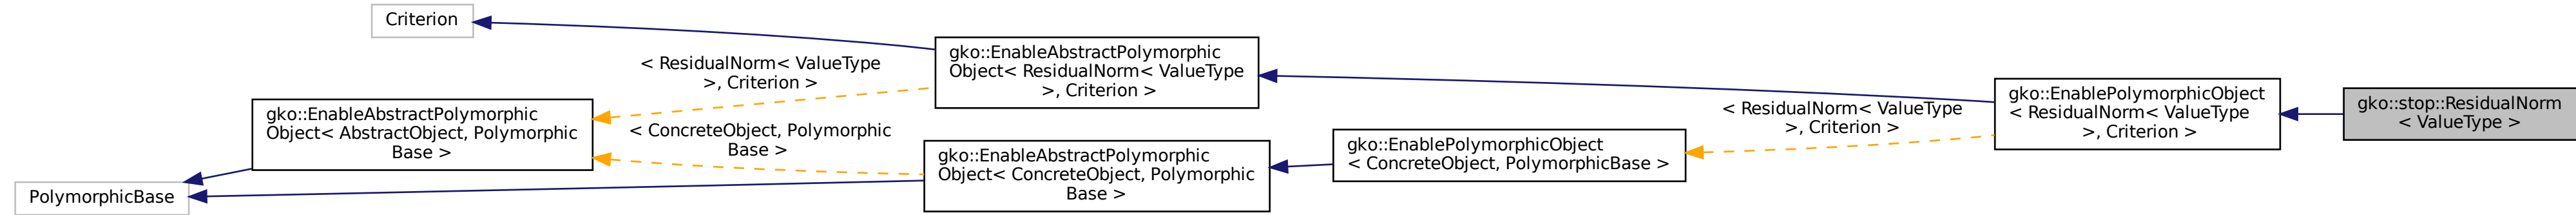 Criterion
gko::EnableAbstractPolymorphic
Object< ResidualNorm< ValueType
>, Criterion >
< ResidualNorm< ValueType
>, Criterion >
gko::EnableAbstractPolymorphic
Object< AbstractObject, Polymorphic
Base >
< ConcreteObject, Polymorphic
Base >
gko::EnableAbstractPolymorphic
Object< ConcreteObject, Polymorphic
Base >
PolymorphicBase
gko::EnablePolymorphicObject
< ConcreteObject, PolymorphicBase >
< ResidualNorm< ValueType
>, Criterion >
gko::EnablePolymorphicObject
< ResidualNorm< ValueType
>, Criterion >
gko::stop::ResidualNorm
< ValueType >